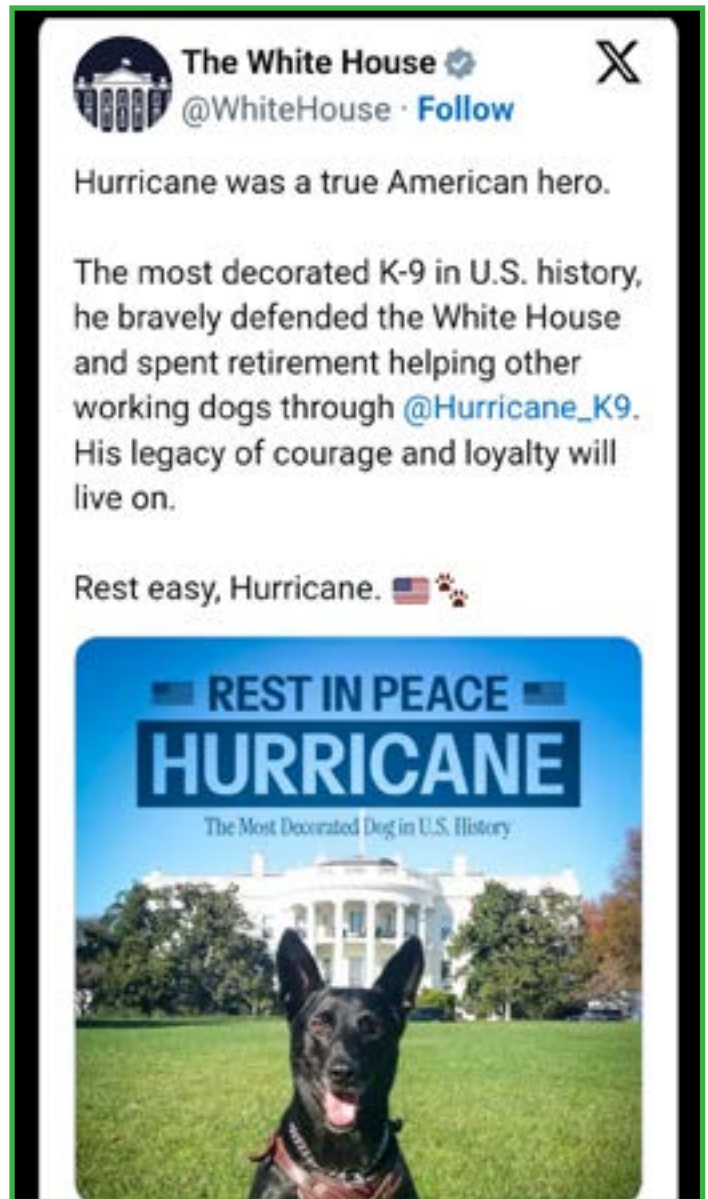 The White House
@WhiteHouse · Follow
Hurricane was a true American hero.
The most decorated K-9 in U.S. history,
he bravely defended the White House
and spent retirement helping other
working dogs through @Hurricane_K9.
His legacy of courage and loyalty will
live on.
Rest easy, Hurricane. 🇺🇸🐾
REST IN PEACE
HURRICANE
The Most Decorated Dog in U.S. History